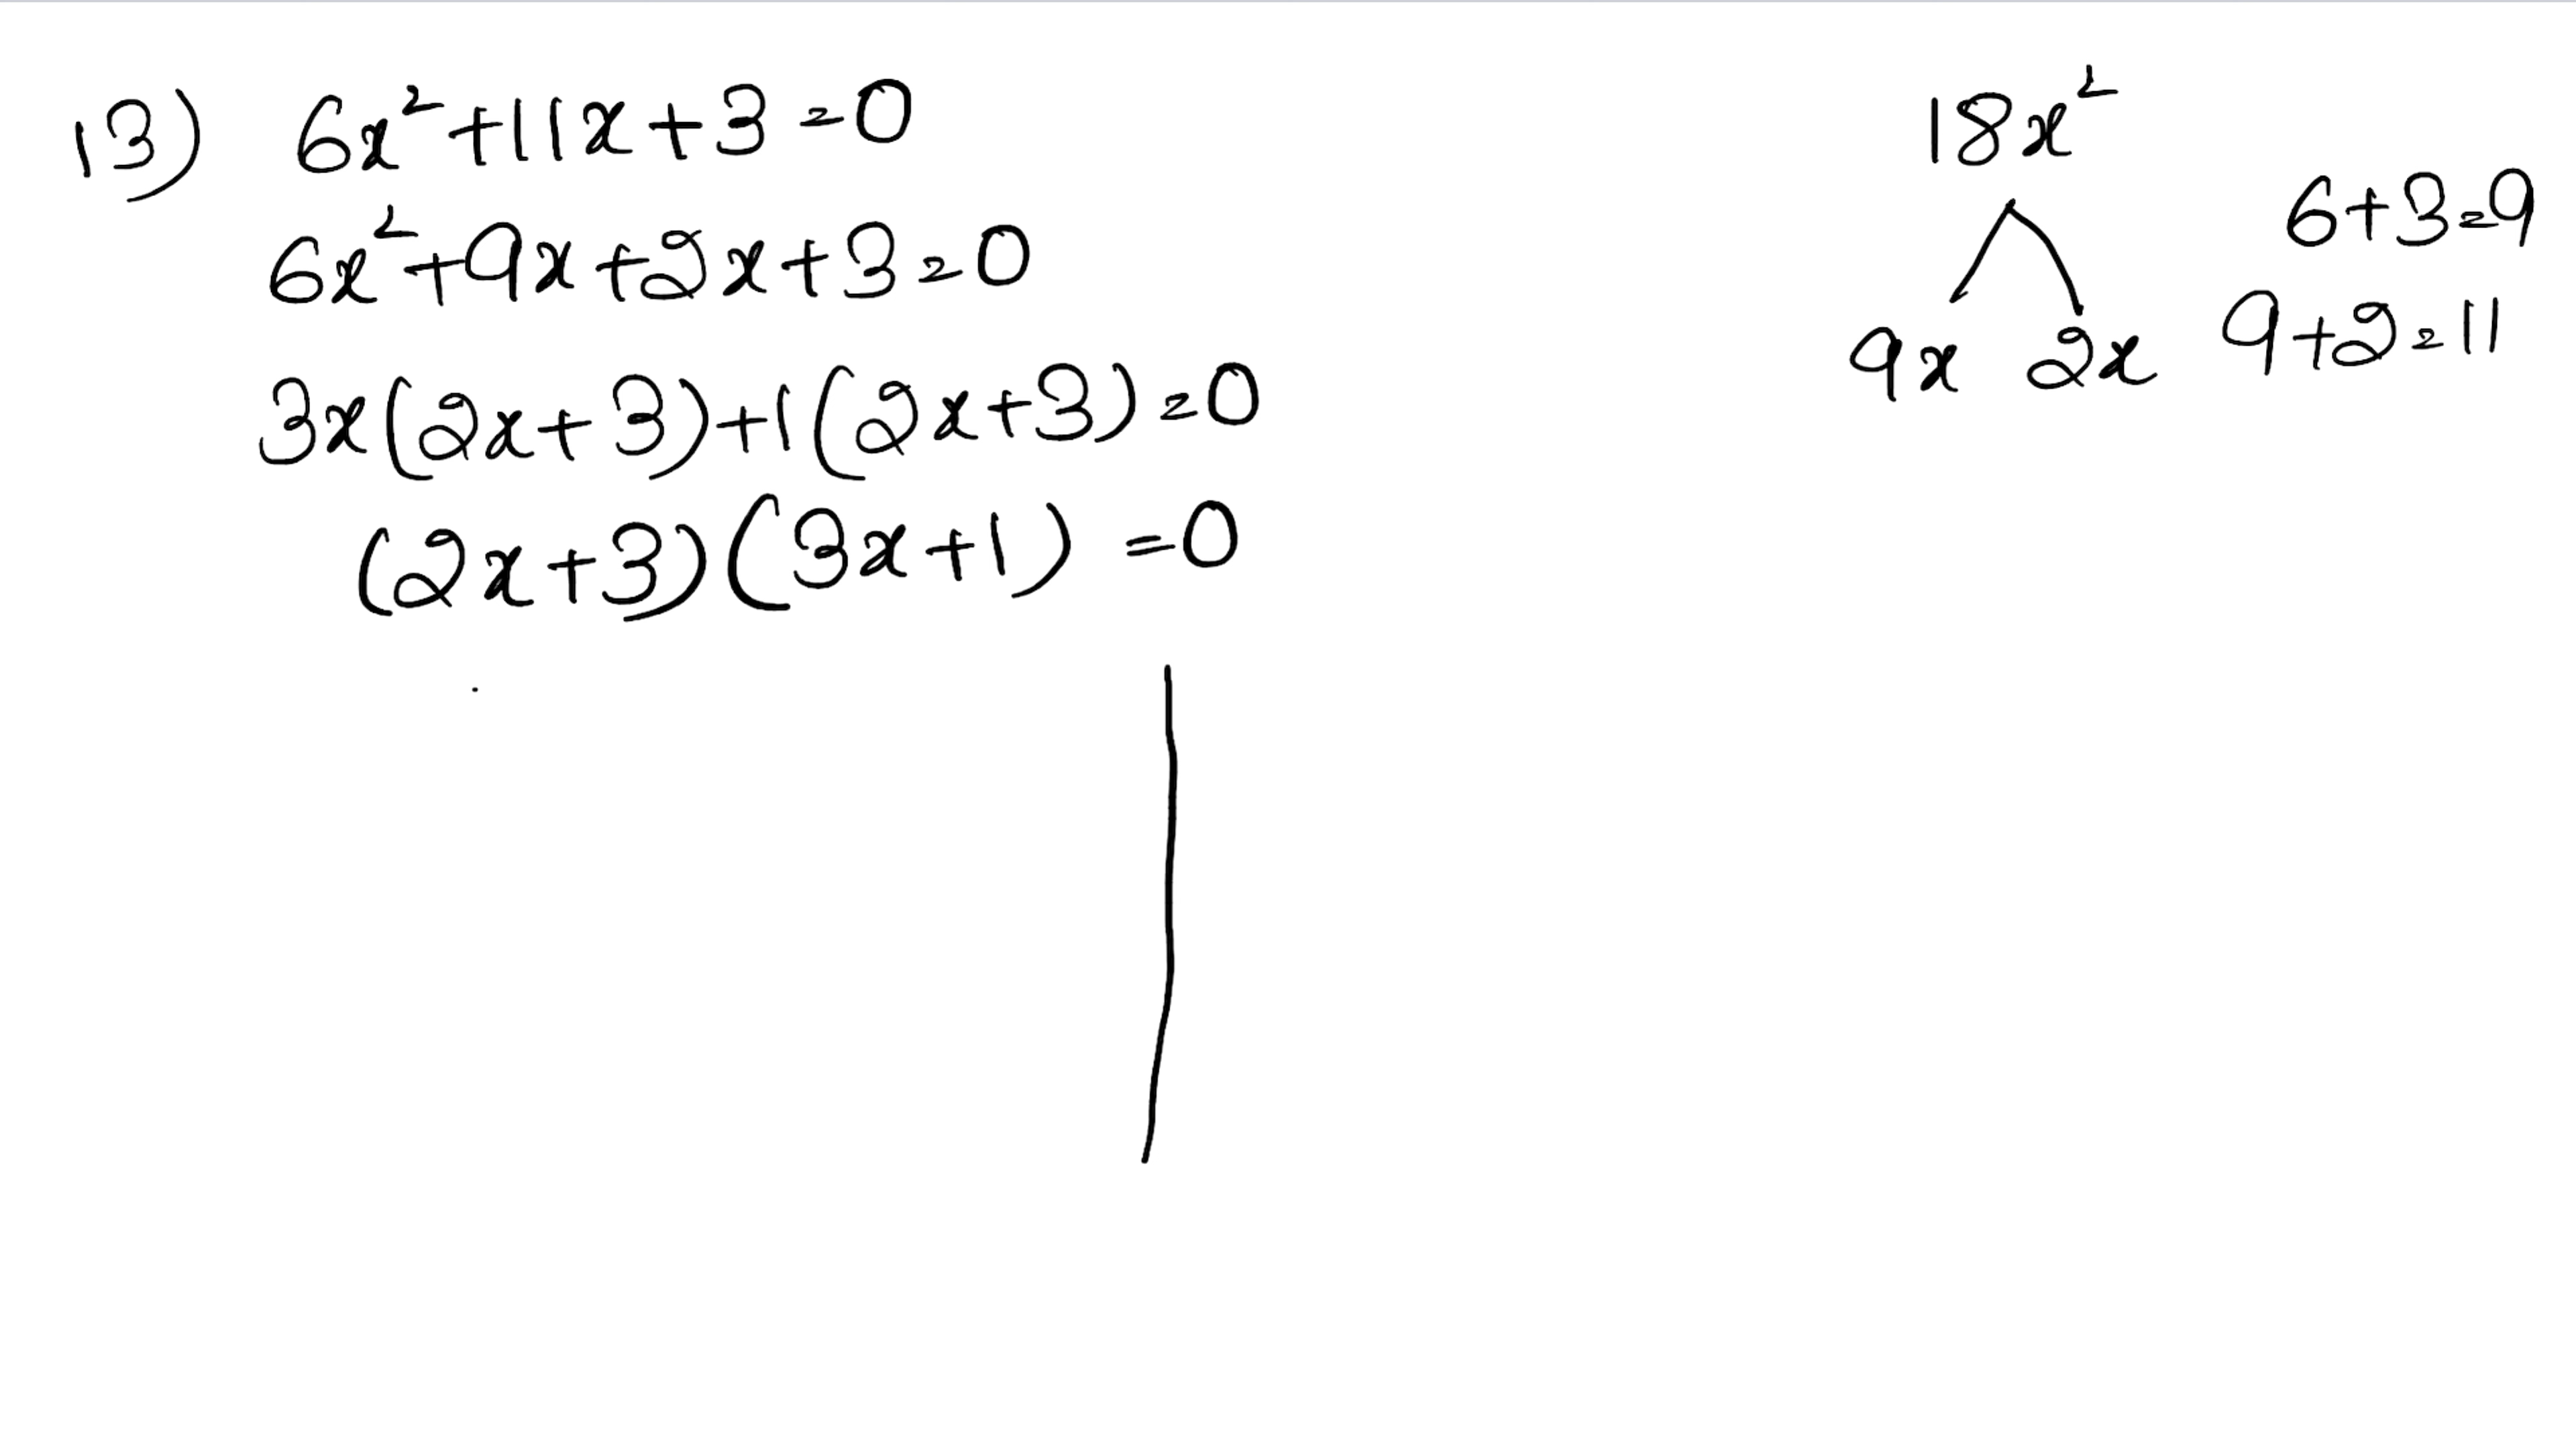 13) 6x²+11x+3=0
6x²+9x+2x+3=0
3x(2x+3)+1(2x+3)=0
(2x+3)(3x+1)=0
18x²
6+3=9
9x 2x 9+2=11